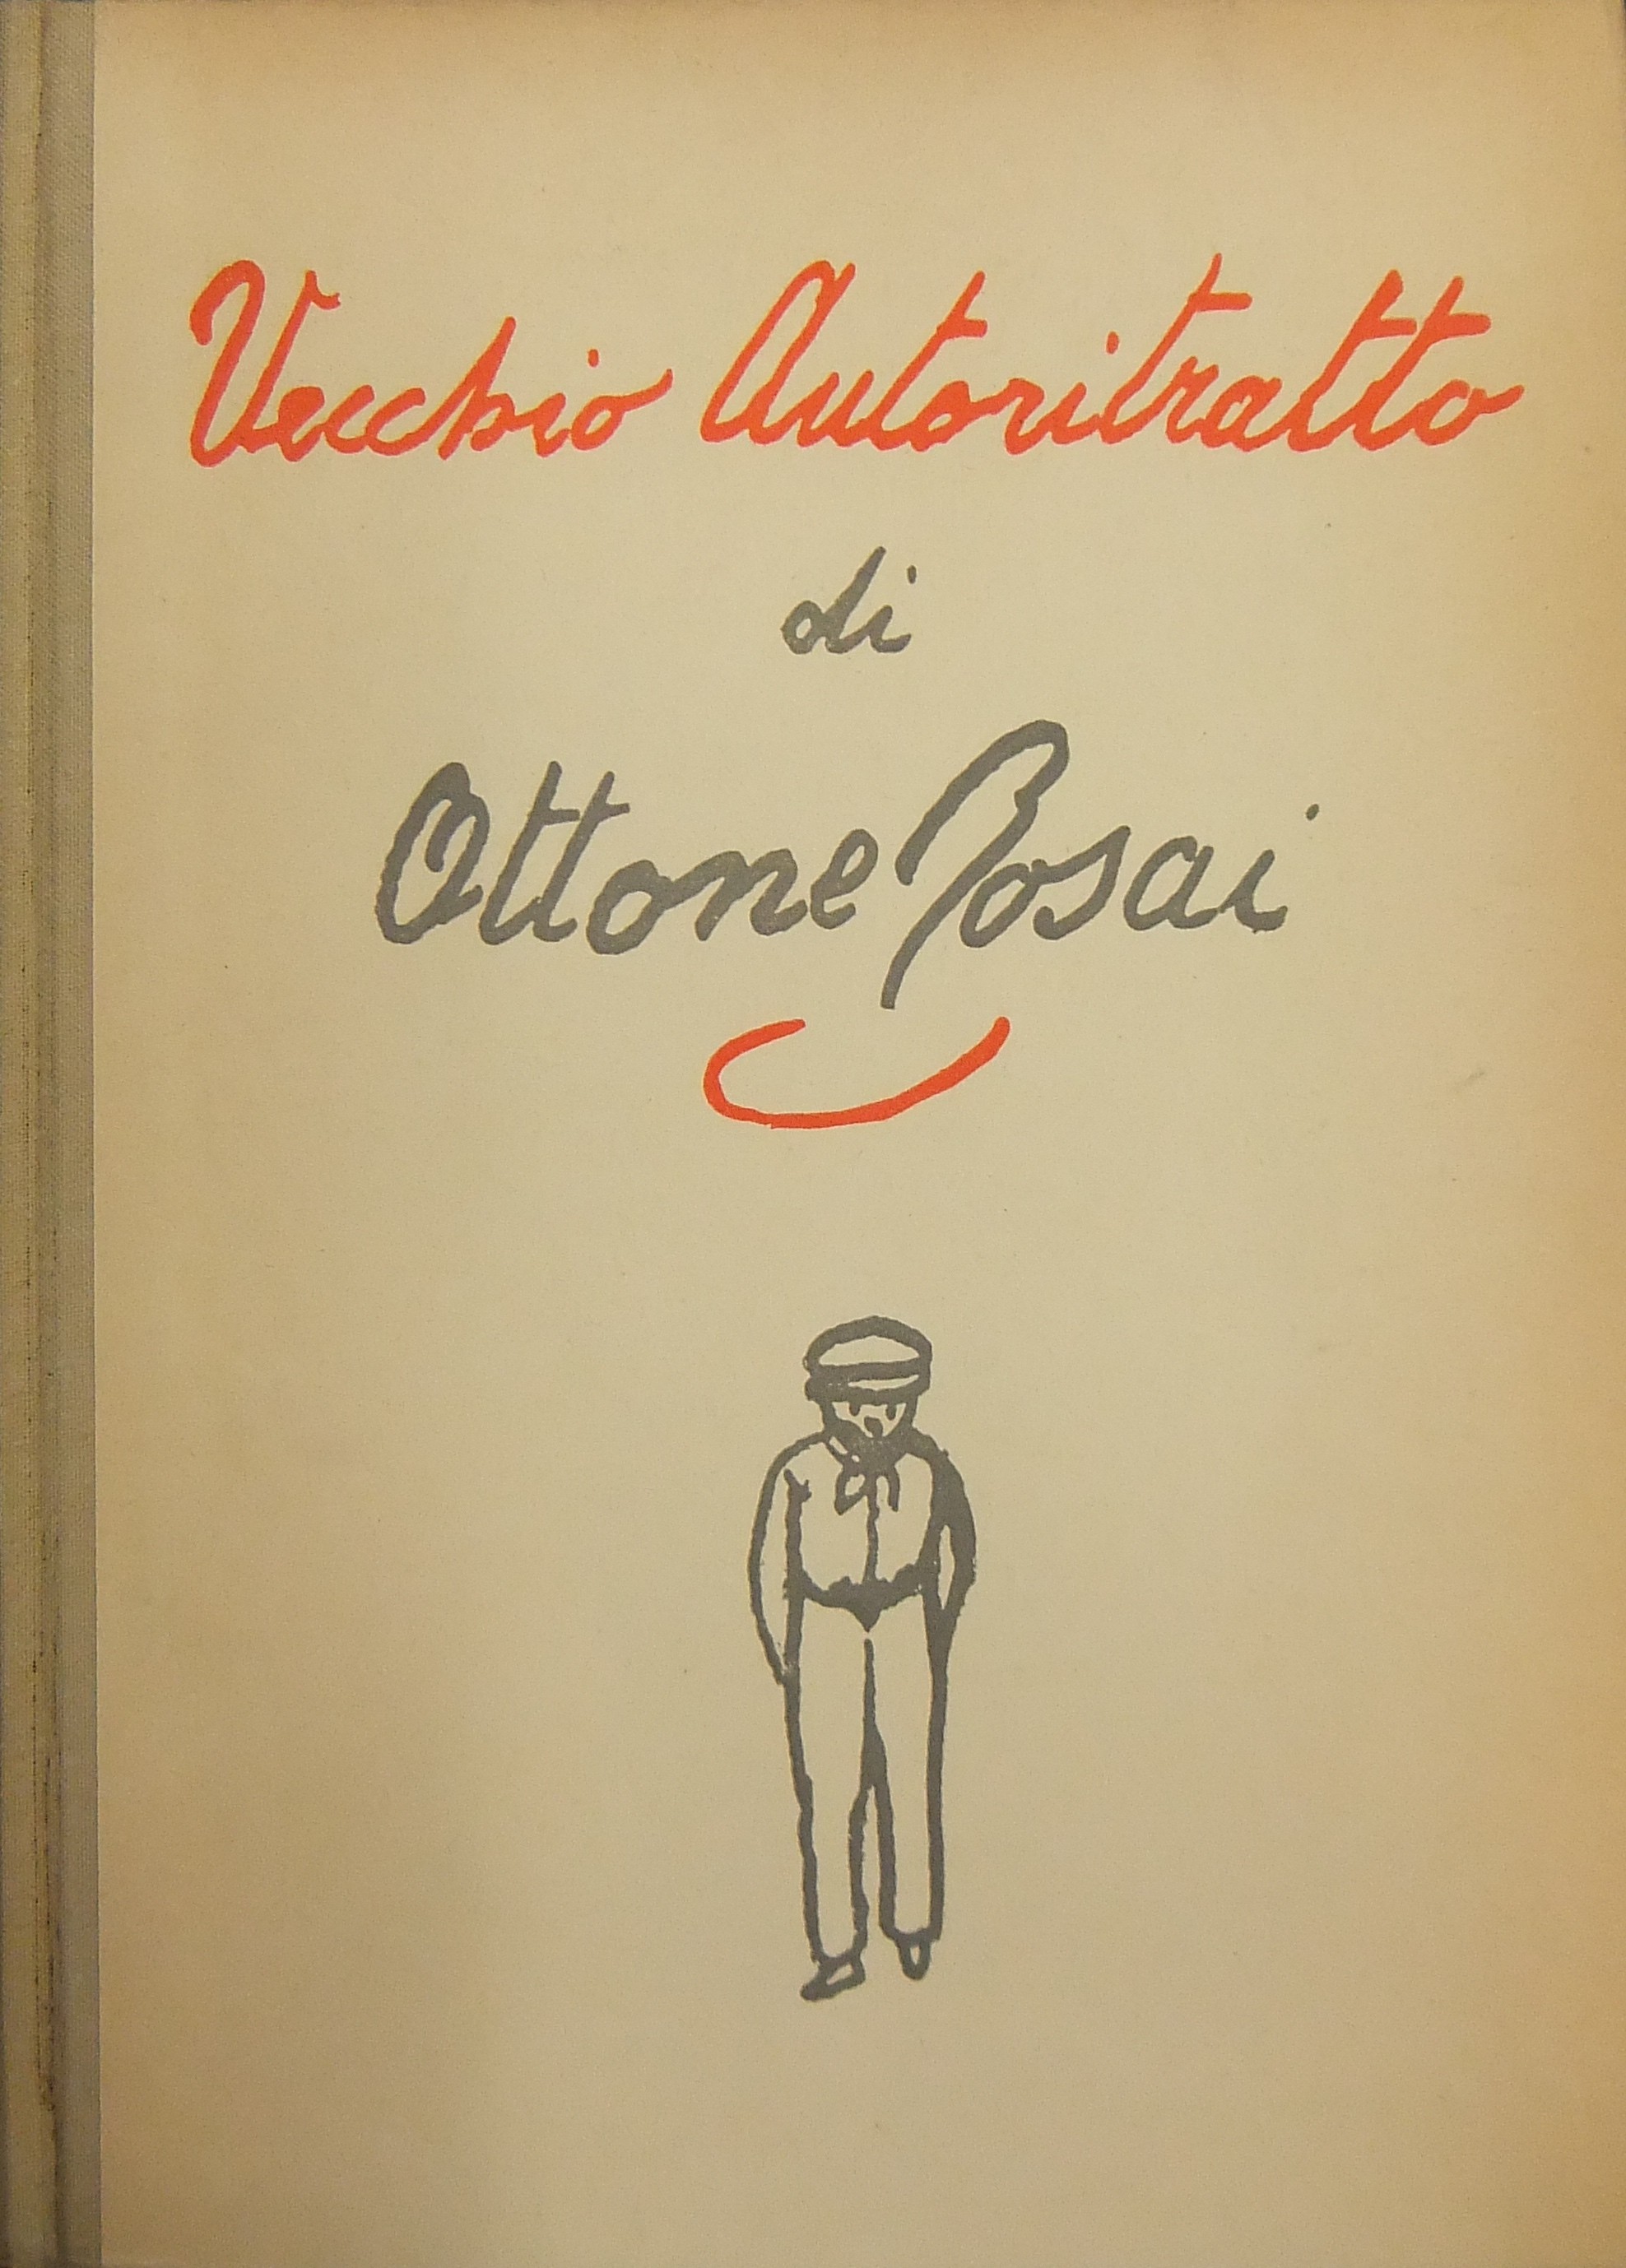 Vecchio Autoritratto
di
Ottone Rosai